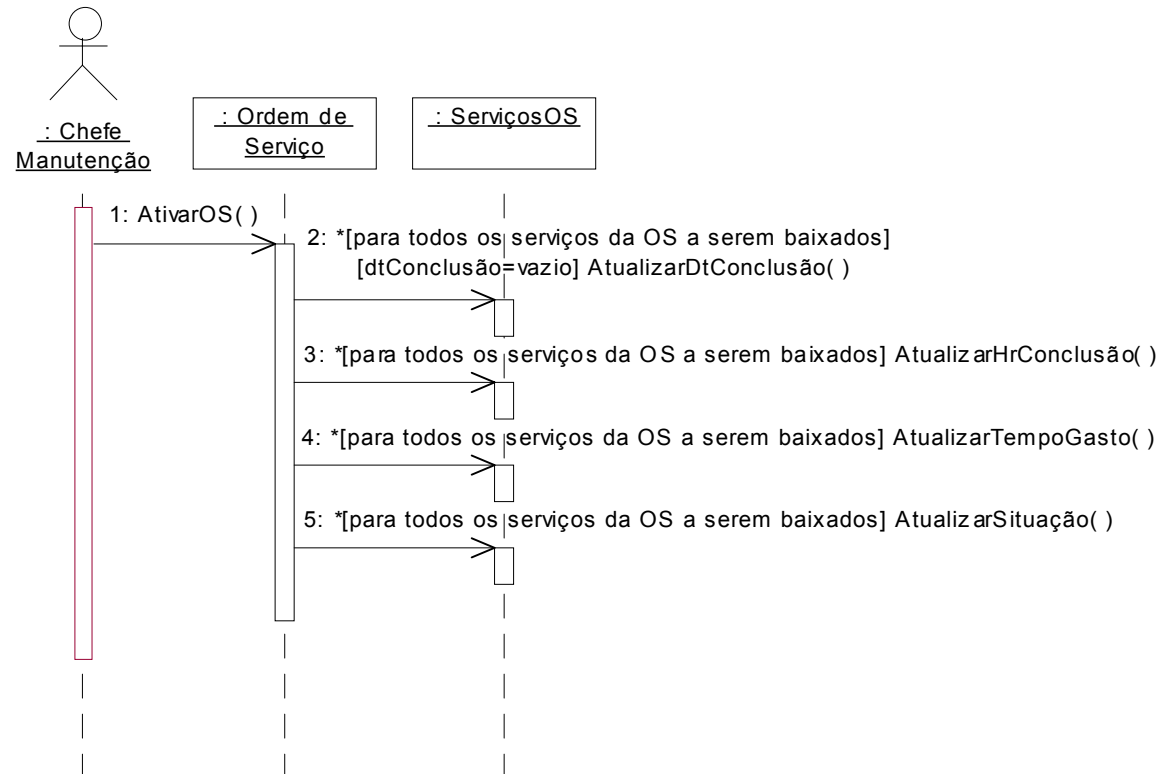 : Chefe
Manutenção
: Ordem de
Serviço
: ServiçosOS
1: AtivarOS( )
2: *[para todos os serviços da OS a serem baixados]
[dtConclusão=vazio] AtualizarDtConclusão( )
3: *[para todos os serviços da OS a serem baixados] AtualizarHrConclusão( )
4: *[para todos os serviços da OS a serem baixados] AtualizarTempoGasto( )
5: *[para todos os serviços da OS a serem baixados] AtualizarSituação( )